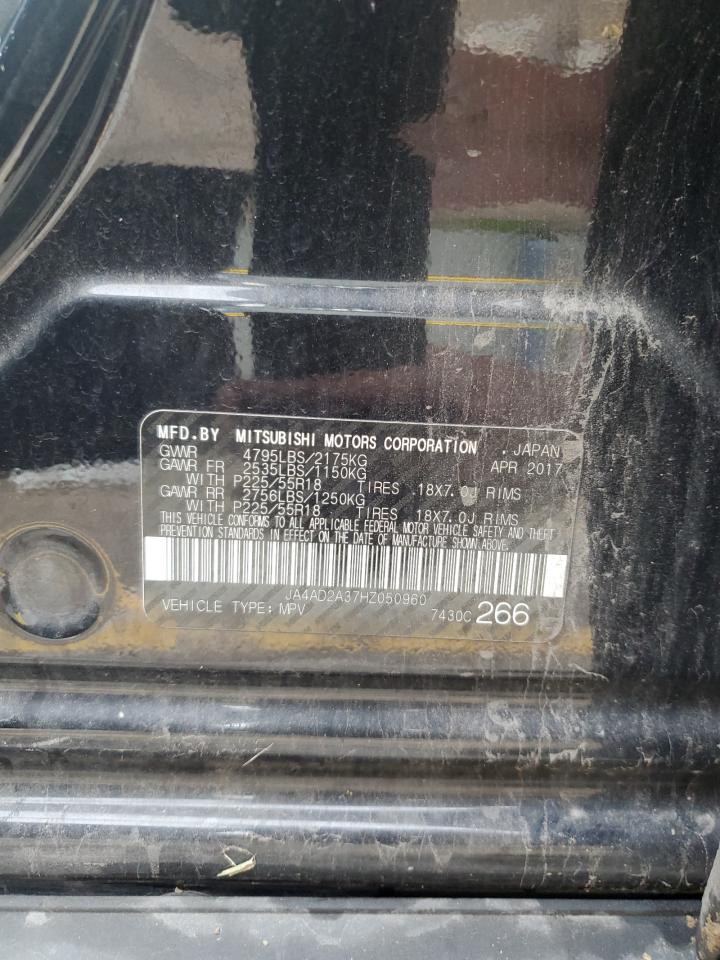 MFD.BY MITSUBISHI MOTORS CORPORATION , JAPAN
GVWR 4795LBS/2175KG APR 2017
GAWR FR 2535LBS/1150KG
WITH P225/55R18 TIRES ,18X7.0J RIMS
GAWR RR 2756LBS/1250KG
WITH P225/55R18 TIRES ,18X7.0J RIMS
THIS VEHICLE CONFORMS TO ALL APPLICABLE FEDERAL MOTOR VEHICLE SAFETY AND THEFT
PREVENTION STANDARDS IN EFFECT ON THE DATE OF MANUFACTURE SHOWN ABOVE.
JA4AD2A37HZ050960
VEHICLE TYPE:MPV 7430C 266